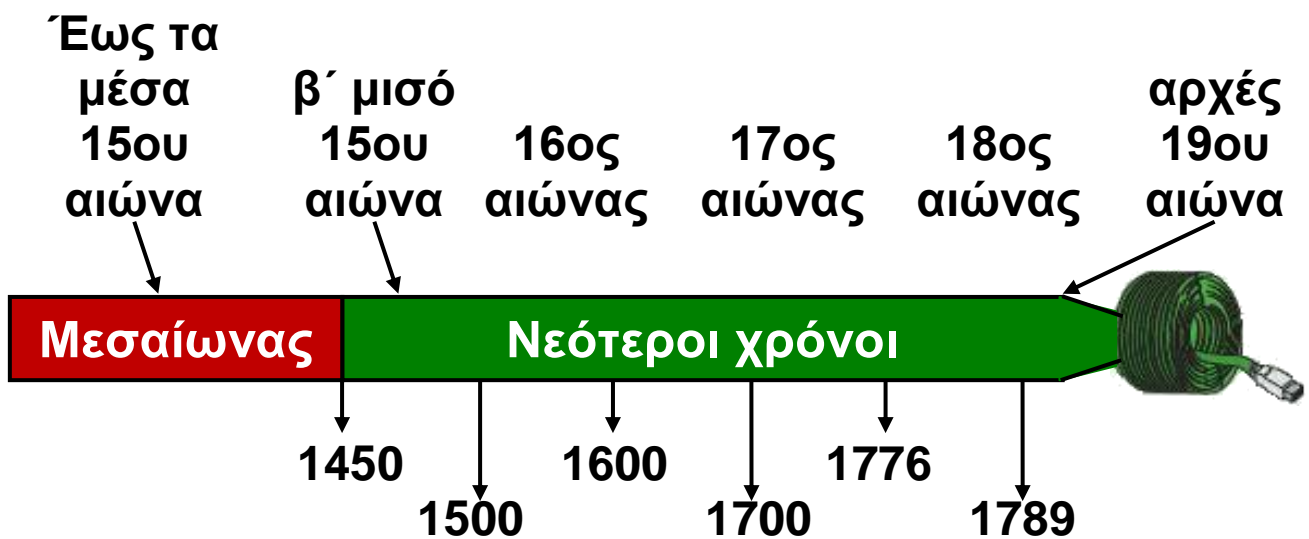 Έως τα
μέσα
15ου
αιώνα
β΄ μισό
15ου
αιώνα
16ος
αιώνας
17ος
αιώνας
18ος
αιώνας
αρχές
19ου
αιώνα
Μεσαίωνας
Νεότεροι χρόνοι
1450
1500
1600
1700
1776
1789